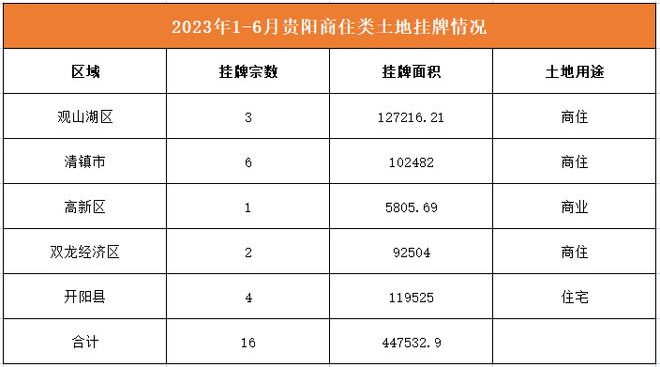 2023年1-6月贵阳商住类土地挂牌情况
区域 挂牌宗数 挂牌面积 土地用途
观山湖区 3 127216.21 商住
清镇市 6 102482 商住
高新区 1 5805.69 商业
双龙经济区 2 92504 商住
开阳县 4 119525 住宅
合计 16 447532.9